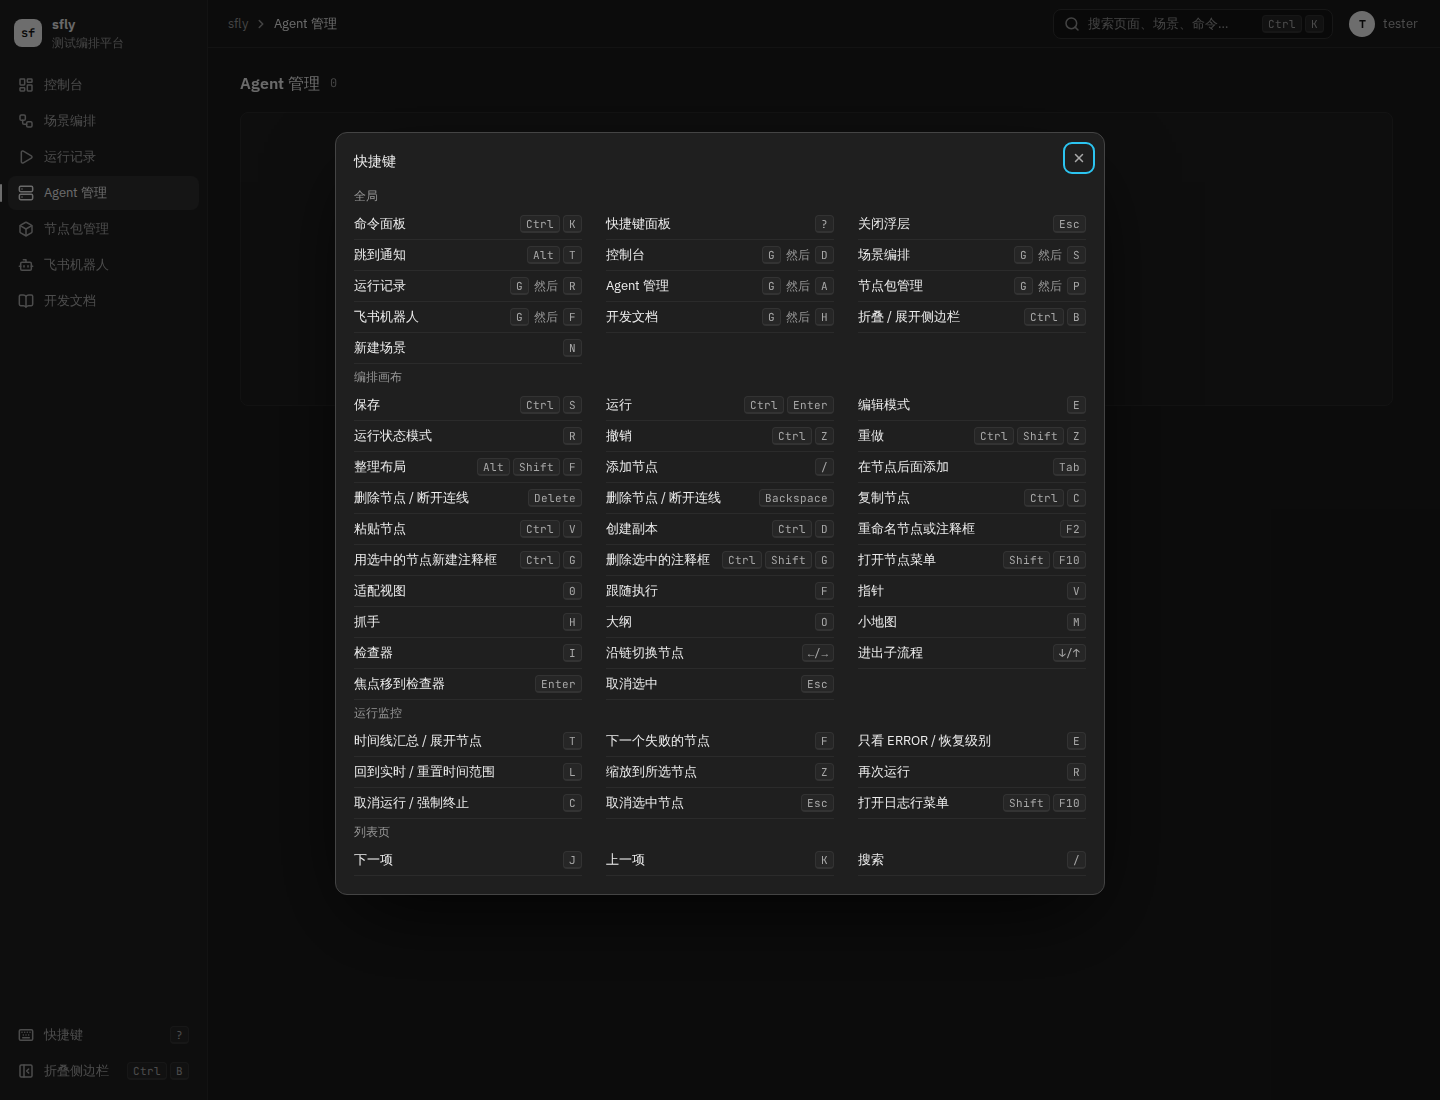 sf
sfly
测试编排平台
控制台
场景编排
运行记录
Agent 管理
节点包管理
飞书机器人
开发文档
快捷键 ?
折叠侧边栏 Ctrl B
sfly > Agent 管理
搜索页面、场景、命令... Ctrl K
T tester
Agent 管理 0
快捷键
全局
命令面板 Ctrl K
快捷键面板 ?
关闭浮层 Esc
跳到通知 Alt T
控制台 G 然后 D
场景编排 G 然后 S
运行记录 G 然后 R
Agent 管理 G 然后 A
节点包管理 G 然后 P
飞书机器人 G 然后 F
开发文档 G 然后 H
折叠 / 展开侧边栏 Ctrl B
新建场景 N
编排画布
保存 Ctrl S
运行 Ctrl Enter
编辑模式 E
运行状态模式 R
撤销 Ctrl Z
重做 Ctrl Shift Z
整理布局 Alt Shift F
添加节点 /
在节点后面添加 Tab
删除节点 / 断开连线 Delete
删除节点 / 断开连线 Backspace
复制节点 Ctrl C
粘贴节点 Ctrl V
创建副本 Ctrl D
重命名节点或注释框 F2
用选中的节点新建注释框 Ctrl G
删除选中的注释框 Ctrl Shift G
打开节点菜单 Shift F10
适配视图 0
跟随执行 F
指针 V
抓手 H
大纲 O
小地图 M
检查器 I
沿链切换节点 ←/→
进出子流程 ↓/↑
焦点移到检查器 Enter
取消选中 Esc
运行监控
时间线汇总 / 展开节点 T
下一个失败的节点 F
只看 ERROR / 恢复级别 E
回到实时 / 重置时间范围 L
缩放到所选节点 Z
再次运行 R
取消运行 / 强制终止 C
取消选中节点 Esc
打开日志行菜单 Shift F10
列表页
下一项 J
上一项 K
搜索 /